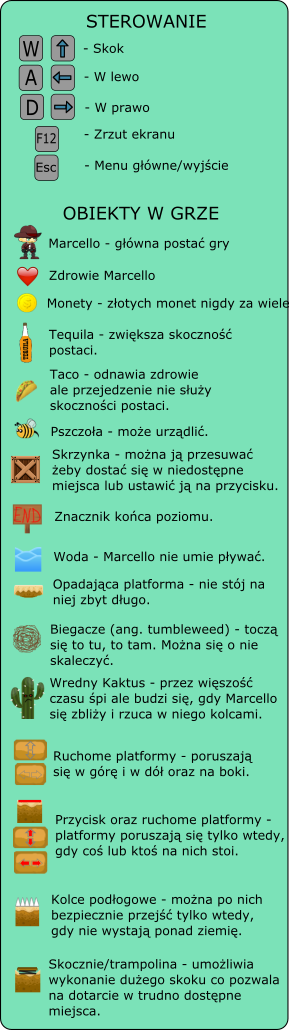 STEROWANIE
W - Skok
A - W lewo
D - W prawo
F12 - Zrzut ekranu
Esc - Menu główne/wyjście
OBIEKTY W GRZE
Marcello - główna postać gry
Zdrowie Marcello
Monety - złotych monet nigdy za wiele
TEQUILA
Tequila - zwiększa skoczność
postaci.
Taco - odnawia zdrowie
ale przejedzenie nie służy
skoczności postaci.
Pszczoła - może urządlić.
Skrzynka - można ją przesuwać
żeby dostać się w niedostępne
miejsca lub ustawić ją na przycisku.
END
Znacznik końca poziomu.
Woda - Marcello nie umie pływać.
Opadająca platforma - nie stój na
niej zbyt długo.
Biegacze (ang. tumbleweed) - toczą
się to tu, to tam. Można się o nie
skaleczyć.
Wredny Kaktus - przez więszość
czasu śpi ale budzi się, gdy Marcello
się zbliży i rzuca w niego kolcami.
Ruchome platformy - poruszają
się w górę i w dół oraz na boki.
Przycisk oraz ruchome platformy -
platformy poruszają się tylko wtedy,
gdy coś lub ktoś na nich stoi.
Kolce podłogowe - można po nich
bezpiecznie przejść tylko wtedy,
gdy nie wystają ponad ziemię.
Skocznie/trampolina - umożliwia
wykonanie dużego skoku co pozwala
na dotarcie w trudno dostępne
miejsca.